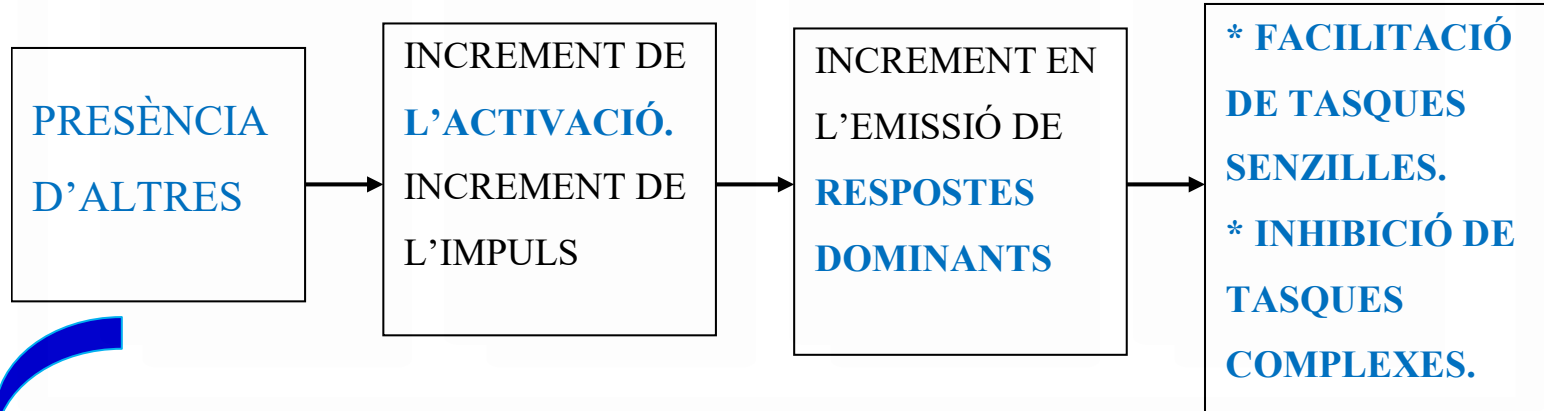 PRESÈNCIA
D’ALTRES
INCREMENT DE
L’ACTIVACIÓ.
INCREMENT DE
L’IMPULS
INCREMENT EN
L’EMISSIÓ DE
RESPOSTES
DOMINANTS
* FACILITACIÓ
DE TASQUES
SENZILLES.
* INHIBICIÓ DE
TASQUES
COMPLEXES.